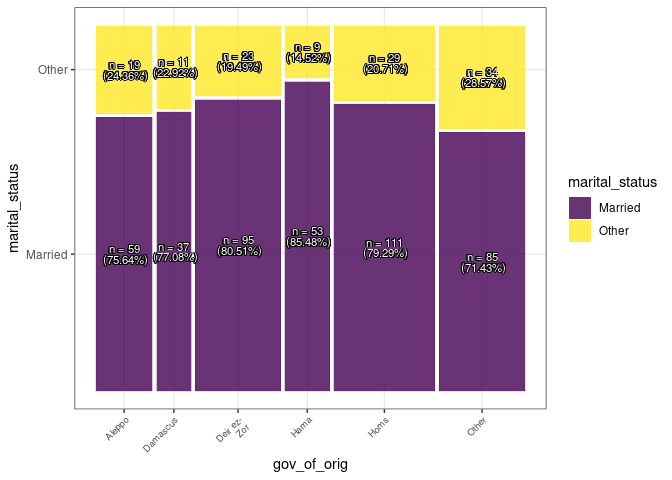 Other
Married
marital_status
n = 19
(24.36%)
n = 11
(22.92%)
n = 23
(19.49%)
n = 9
(14.52%)
n = 29
(20.71%)
n = 34
(28.57%)
n = 59
(75.64%)
n = 37
(77.08%)
n = 95
(80.51%)
n = 53
(85.48%)
n = 111
(79.29%)
n = 85
(71.43%)
Aleppo
Damascus
Deir ez-
Zor
Hama
Homs
Other
gov_of_orig
marital_status
Married
Other